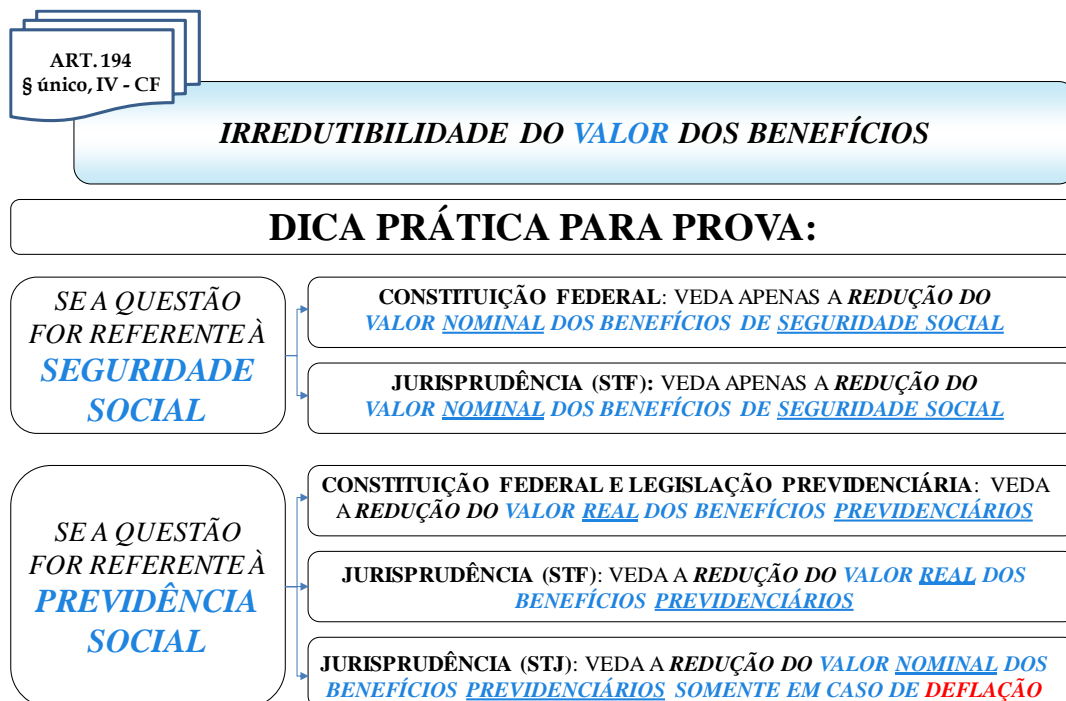 ART. 194
§ único, IV - CF
IRREDUTIBILIDADE DO VALOR DOS BENEFÍCIOS
DICA PRÁTICA PARA PROVA:
SE A QUESTÃO
FOR REFERENTE À
SEGURIDADE
SOCIAL
CONSTITUIÇÃO FEDERAL: VEDA APENAS A REDUÇÃO DO
VALOR NOMINAL DOS BENEFÍCIOS DE SEGURIDADE SOCIAL
JURISPRUDÊNCIA (STF): VEDA APENAS A REDUÇÃO DO
VALOR NOMINAL DOS BENEFÍCIOS DE SEGURIDADE SOCIAL
SE A QUESTÃO
FOR REFERENTE À
PREVIDÊNCIA
SOCIAL
CONSTITUIÇÃO FEDERAL E LEGISLAÇÃO PREVIDENCIÁRIA: VEDA
A REDUÇÃO DO VALOR REAL DOS BENEFÍCIOS PREVIDENCIÁRIOS
JURISPRUDÊNCIA (STF): VEDA A REDUÇÃO DO VALOR REAL DOS
BENEFÍCIOS PREVIDENCIÁRIOS
JURISPRUDÊNCIA (STJ): VEDA A REDUÇÃO DO VALOR NOMINAL DOS
BENEFÍCIOS PREVIDENCIÁRIOS SOMENTE EM CASO DE DEFLAÇÃO